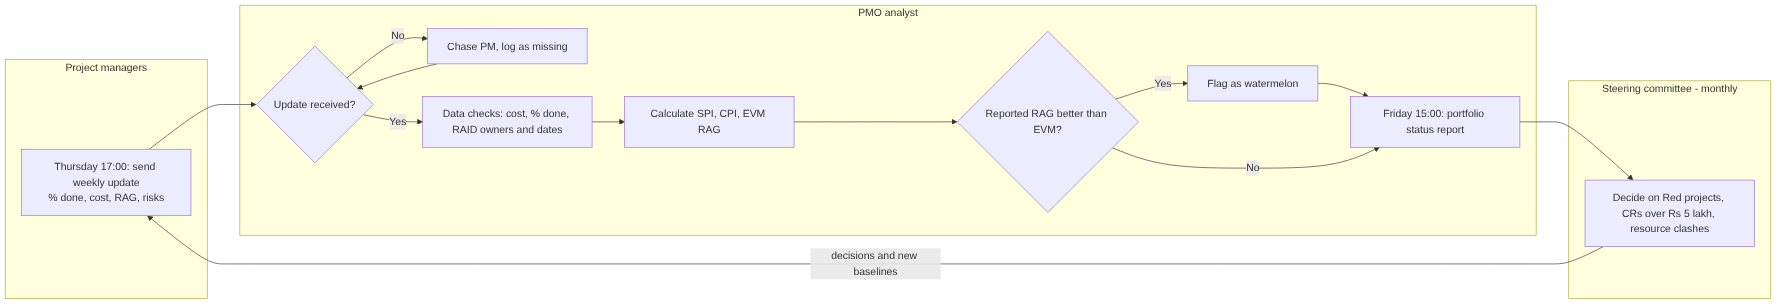 PMO analyst
Project managers
Thursday 17:00: send
weekly update
% done, cost, RAG, risks
Update received?
No
Chase PM, log as missing
Yes
Data checks: cost, % done,
RAID owners and dates
Calculate SPI, CPI, EVM
RAG
Reported RAG better than
EVM?
Yes
Flag as watermelon
No
Friday 15:00: portfolio
status report
Steering committee - monthly
Decide on Red projects,
CRs over Rs 5 lakh,
resource clashes
decisions and new
baselines